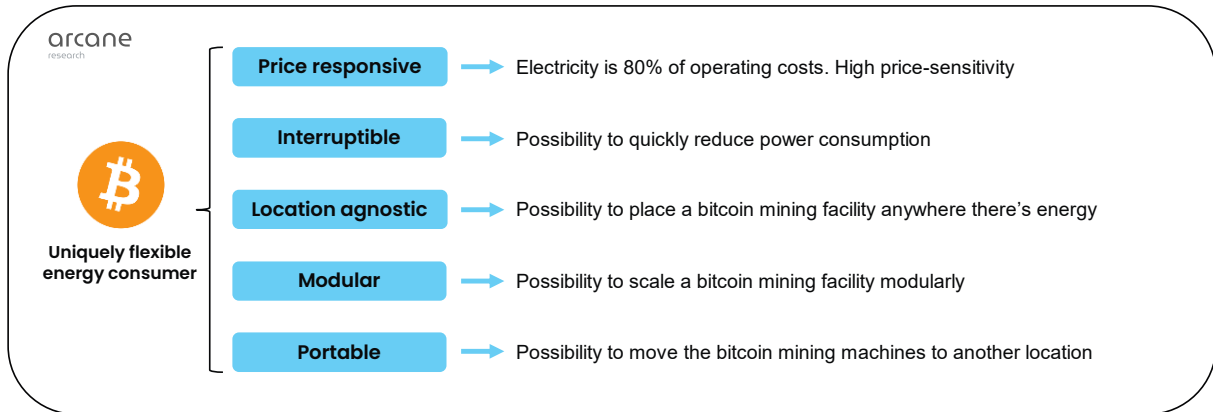 arcane
research
Price responsive
Electricity is 80% of operating costs. High price-sensitivity
Interruptible
Possibility to quickly reduce power consumption
Location agnostic
Possibility to place a bitcoin mining facility anywhere there’s energy
Uniquely flexible
energy consumer
Modular
Possibility to scale a bitcoin mining facility modularly
Portable
Possibility to move the bitcoin mining machines to another location